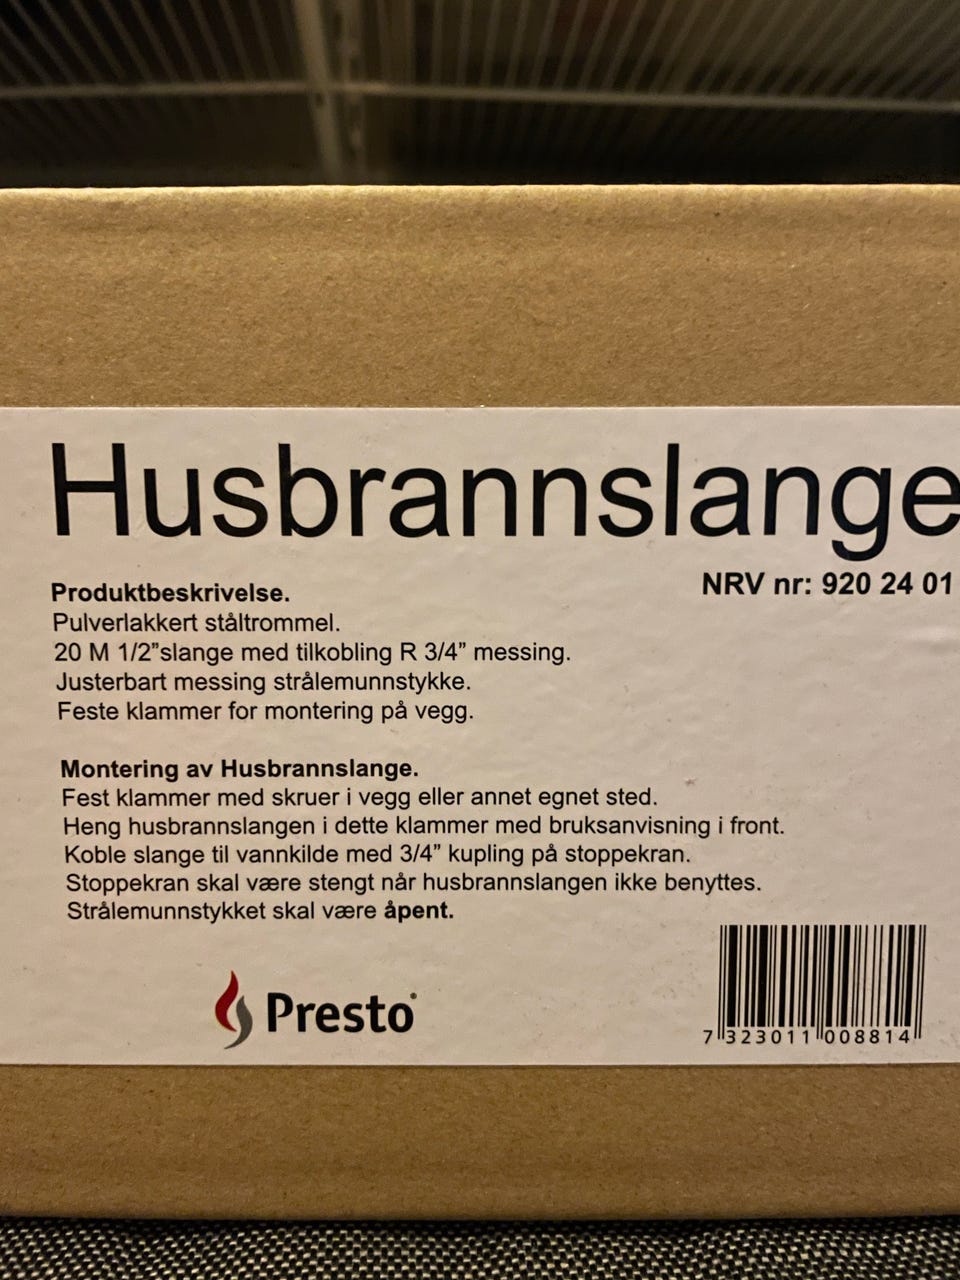 Husbrannslange
NRV nr: 920 24 01
Produktbeskrivelse.
Pulverlakkert ståltrommel.
20 M 1/2”slange med tilkobling R 3/4” messing.
Justerbart messing strålemunnstykke.
Feste klammer for montering på vegg.
Montering av Husbrannslange.
Fest klammer med skruer i vegg eller annet egnet sted.
Heng husbrannslangen i dette klammer med bruksanvisning i front.
Koble slange til vannkilde med 3/4” kupling på stoppekran.
Stoppekran skal være stengt når husbrannslangen ikke benyttes.
Strålemunnstykket skal være åpent.
Presto
7 323011 008814